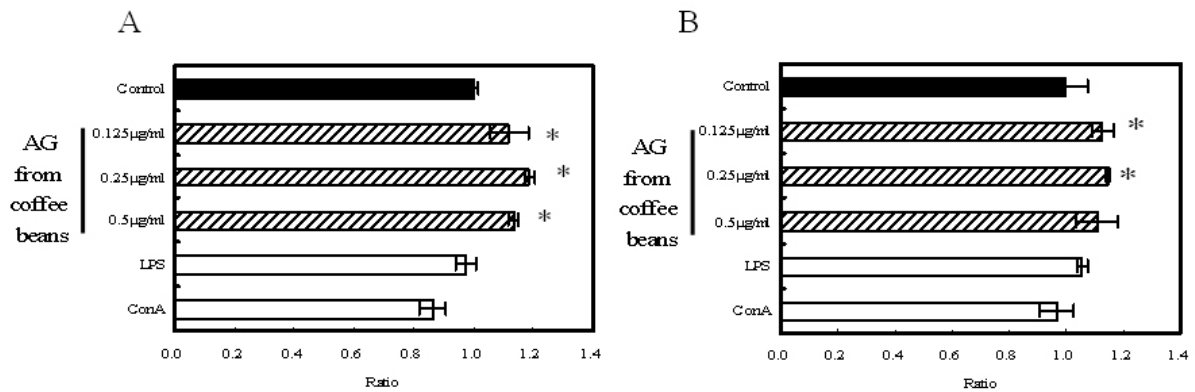 A
Control
0.125μg/ml
*
AG
from
coffee
beans
0.25μg/ml
*
0.5μg/ml
*
LPS
ConA
0.0 0.2 0.4 0.6 0.8 1.0 1.2 1.4
Ratio
B
Control
0.125μg/ml
*
AG
from
coffee
beans
0.25μg/ml
*
0.5μg/ml
LPS
ConA
0.0 0.2 0.4 0.6 0.8 1.0 1.2 1.4
Ratio